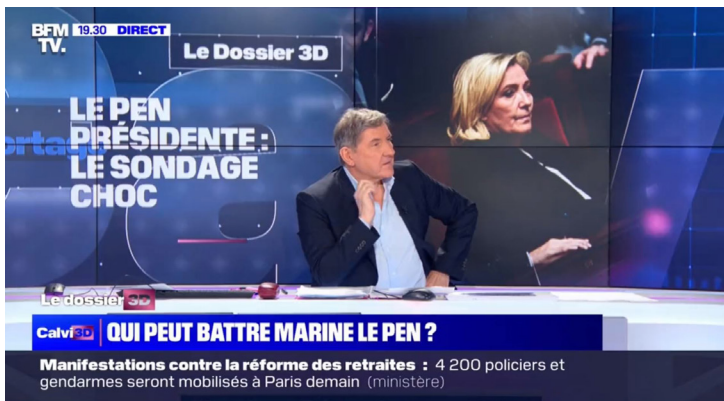 BFM
TV.
19.30 DIRECT
Le Dossier 3D
LE PEN
PRÉSIDENTE :
LE SONDAGE
CHOC
Le dossier 3D
Calvi3D
QUI PEUT BATTRE MARINE LE PEN ?
Manifestations contre la réforme des retraites : 4 200 policiers et
gendarmes seront mobilisés à Paris demain (ministère)